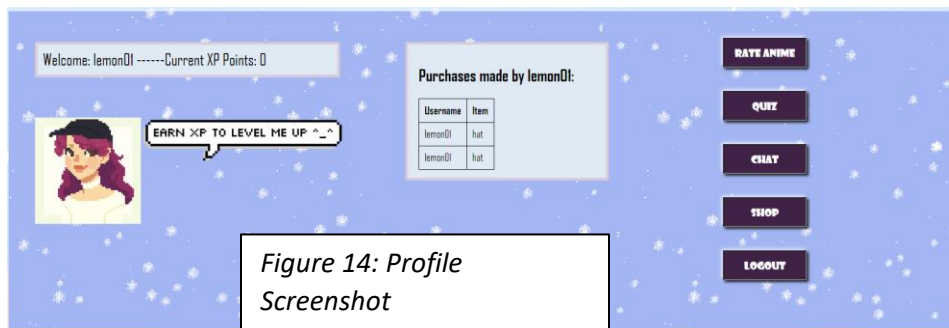 Welcome: lemon01 ------Current XP Points: 0
EARN XP TO LEVEL ME UP ^_^
Purchases made by lemon01:
Username Item
lemon01 hat
lemon01 hat
RATE ANIME
QUIZ
CHAT
SHOP
LOGOUT
Figure 14: Profile
Screenshot